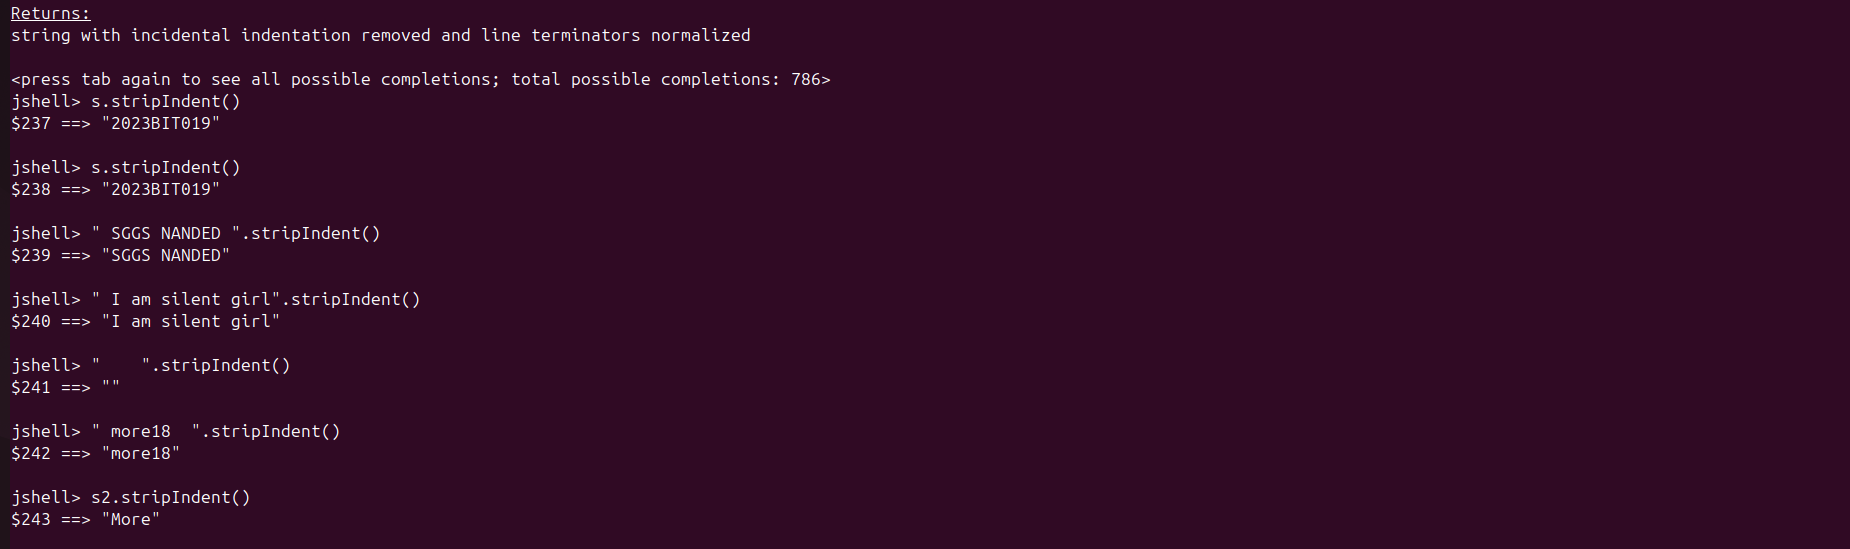 Returns:
string with incidental indentation removed and line terminators normalized
<press tab again to see all possible completions; total possible completions: 786>
jshell> s.stripIndent()
$237 ==> "2023BIT019"
jshell> s.stripIndent()
$238 ==> "2023BIT019"
jshell> " SGGS NANDED ".stripIndent()
$239 ==> "SGGS NANDED"
jshell> " I am silent girl".stripIndent()
$240 ==> "I am silent girl"
jshell> "    ".stripIndent()
$241 ==> ""
jshell> " more18  ".stripIndent()
$242 ==> "more18"
jshell> s2.stripIndent()
$243 ==> "More"